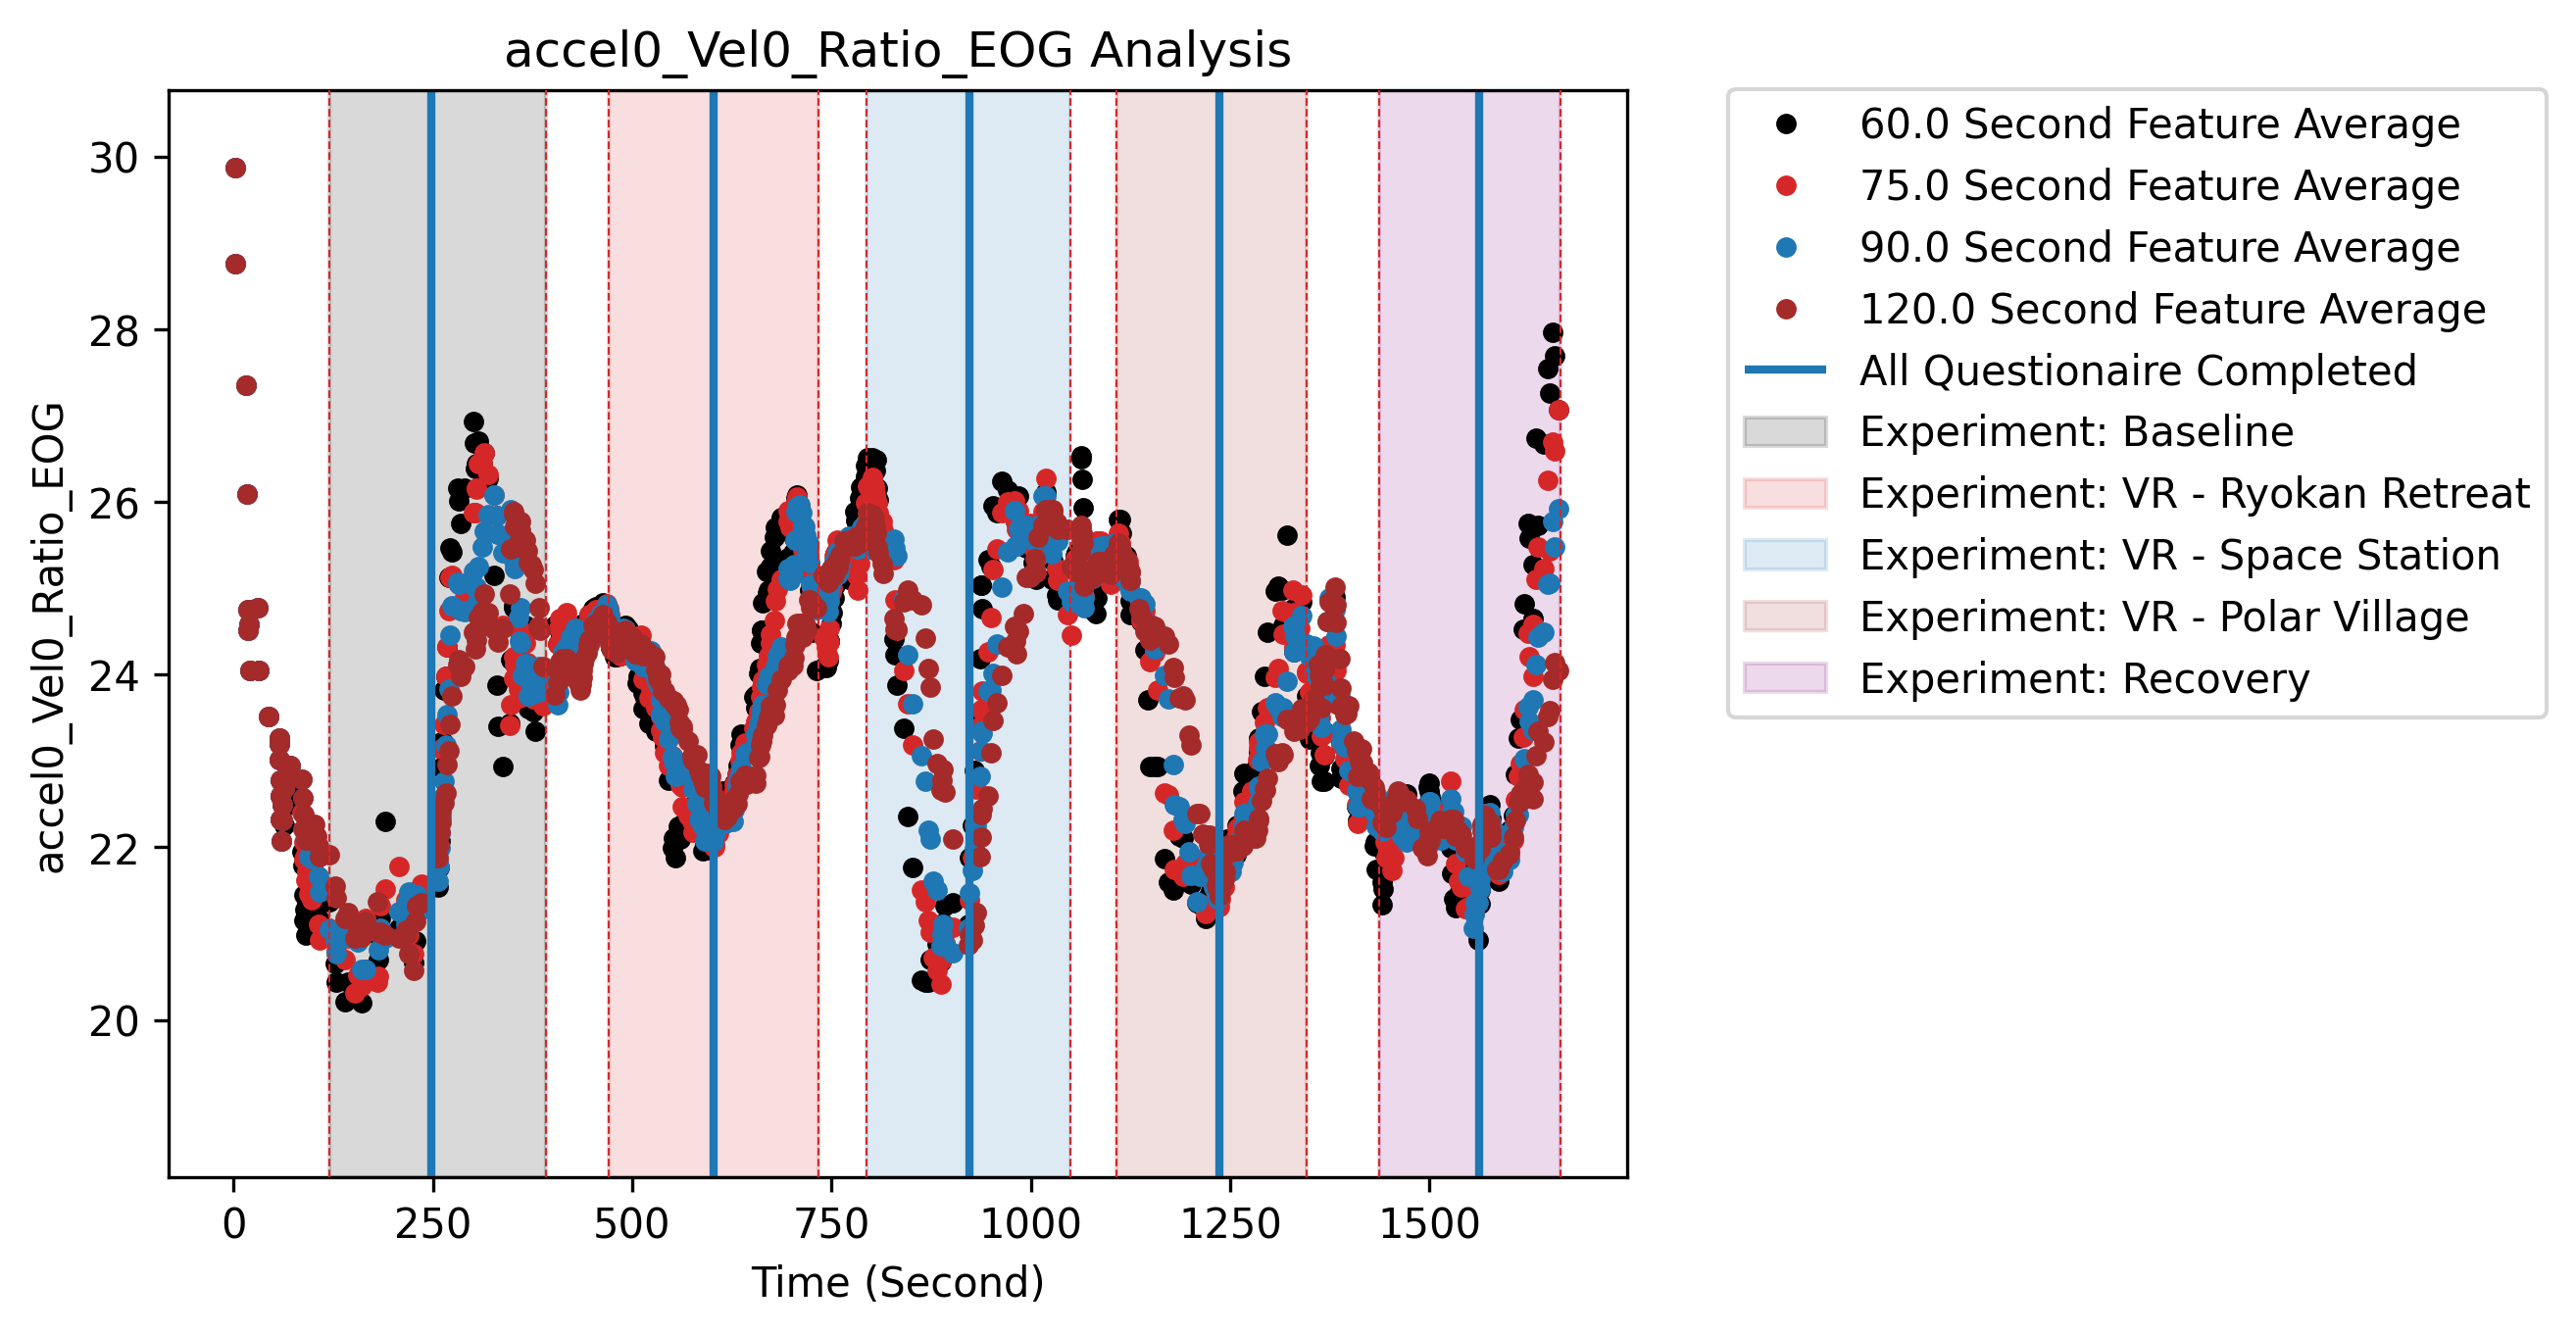 accel0_Vel0_Ratio_EOG Analysis
accel0_Vel0_Ratio_EOG
30
28
26
24
22
20
0 250 500 750 1000 1250 1500
Time (Second)
60.0 Second Feature Average
75.0 Second Feature Average
90.0 Second Feature Average
120.0 Second Feature Average
All Questionaire Completed
Experiment: Baseline
Experiment: VR - Ryokan Retreat
Experiment: VR - Space Station
Experiment: VR - Polar Village
Experiment: Recovery